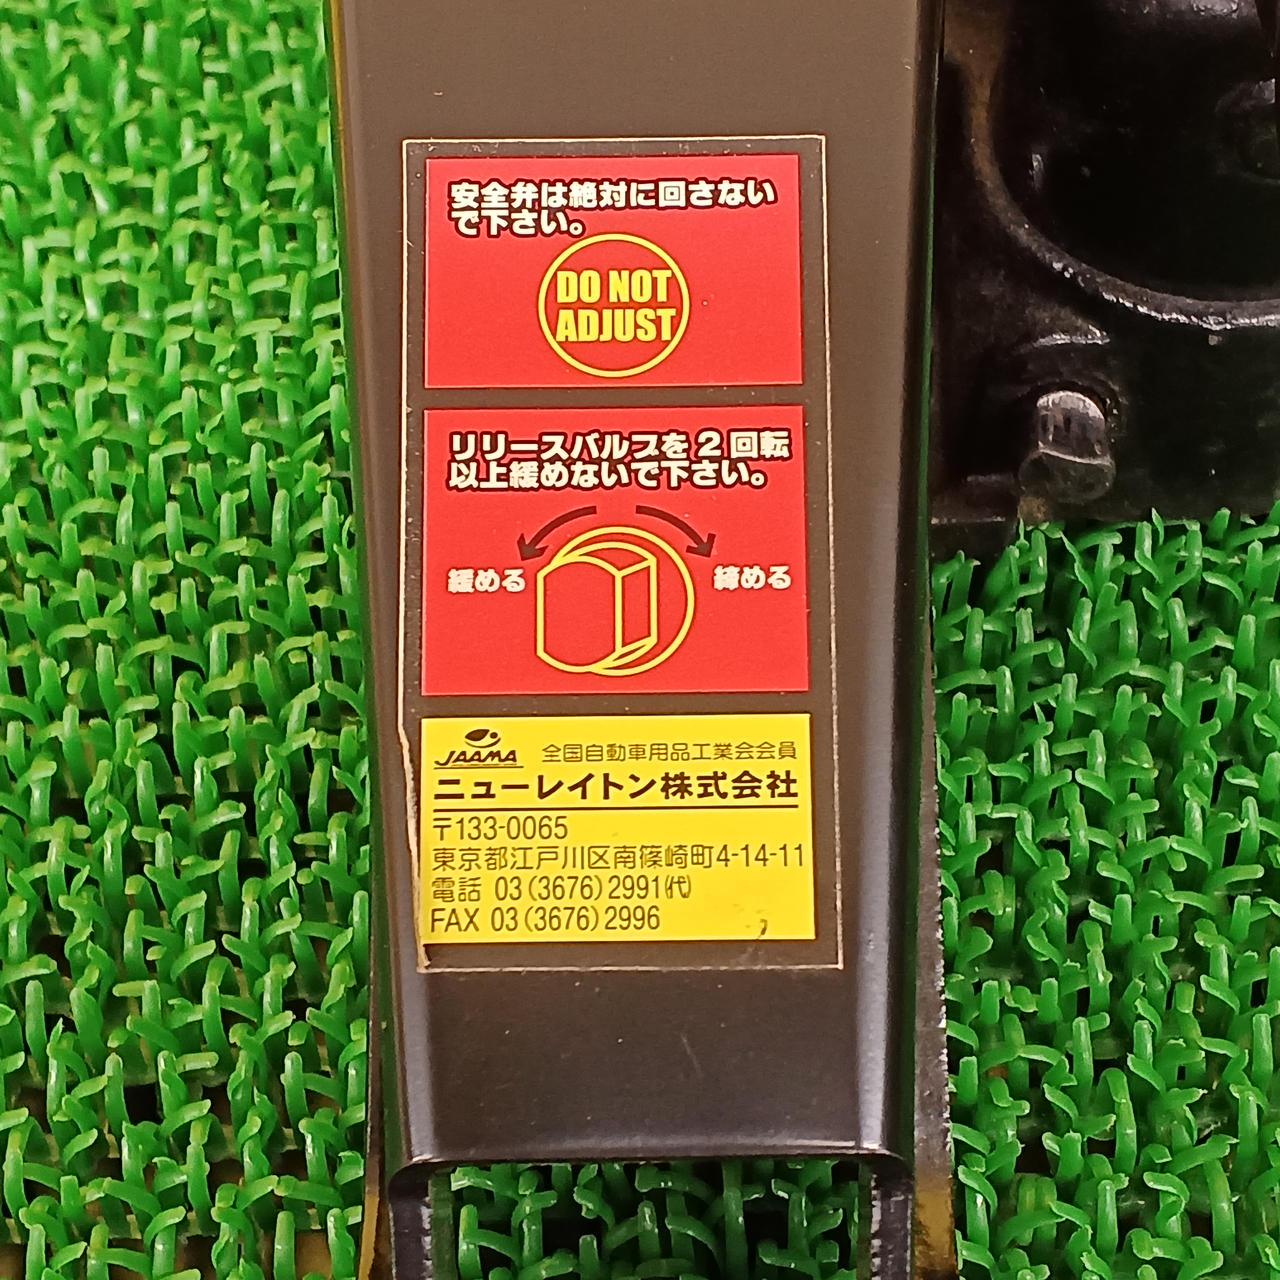 安全弁は絶対に回さない
で下さい。
DO NOT
ADJUST
リリースバルブを2回転
以上緩めないで下さい。
緩める
締める
JAAMA 全国自動車用品工業会会員
ニューレイトン株式会社
〒133-0065
東京都江戸川区南篠崎町4-14-11
電話 03(3676)2991㈹
FAX 03(3676)2996